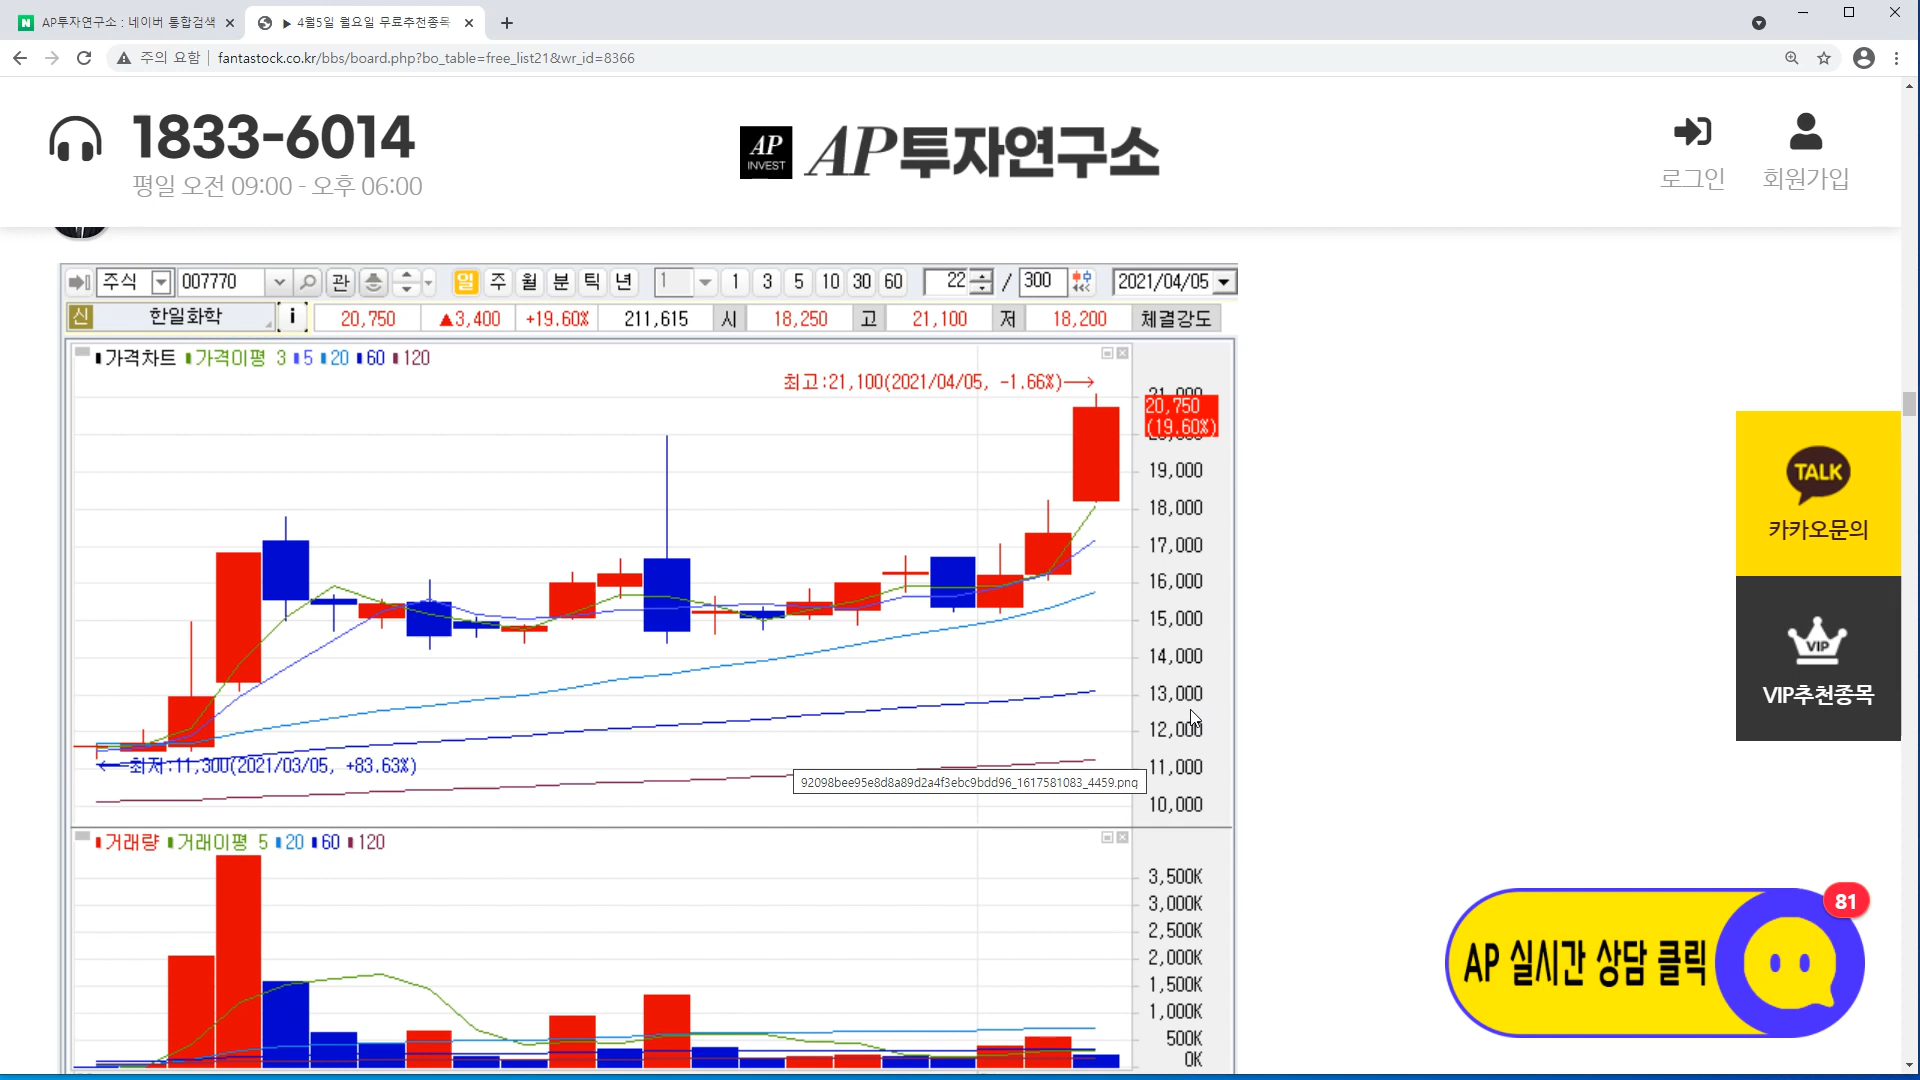 AP투자연구소 : 네이버 통합검색
▶ 4월5일 월요일 무료추천종목
주의 요함
fantastock.co.kr/bbs/board.php?bo_table=free_list21&wr_id=8366
1833-6014
평일 오전 09:00 - 오후 06:00
AP INVEST
AP투자연구소
로그인
회원가입
주식 007770 관 일 주 월 분 틱 년 1 1 3 5 10 30 60 22 / 300 2021/04/05
신 한일화학 i 20,750 ▲3,400 +19.60% 211,615 시 18,250 고 21,100 저 18,200 체결강도
가격차트 가격이평 3 5 20 60 120
최고:21,100(2021/04/05, -1.66%)→
21,000
20,750
(19.60%)
20,000
19,000
18,000
17,000
16,000
15,000
14,000
13,000
12,000
←최저:11,300(2021/03/05, +83.63%)
11,000
92098bee95e8d8a89d2a4f3ebc9bdd96_1617581083_4459.png
10,000
거래량 거래이평 5 20 60 120
3,500K
3,000K
2,500K
2,000K
1,500K
1,000K
500K
0K
TALK
카카오문의
VIP
VIP추천종목
81
AP 실시간 상담 클릭